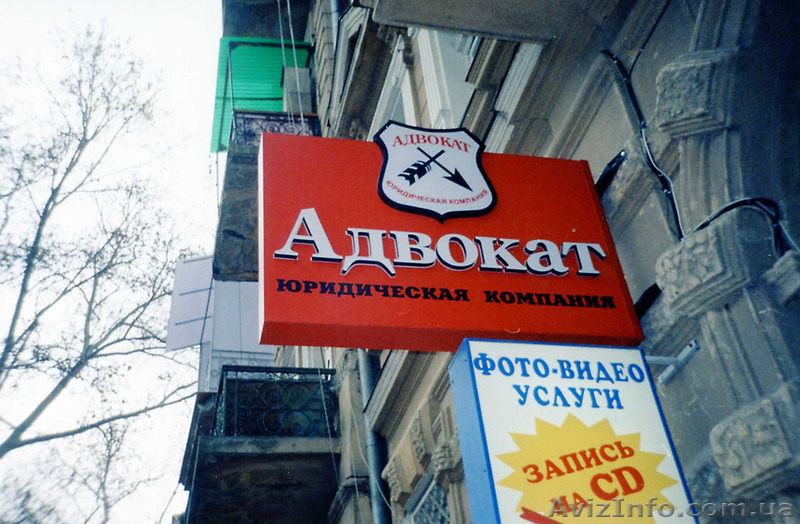 АДВОКАТ
ЮРИДИЧЕСКАЯ КОМПАНИЯ
Адвокат
ЮРИДИЧЕСКАЯ КОМПАНИЯ
ФОТО-ВИДЕО
УСЛУГИ
ЗАПИСЬ
НА CD
AvizInfo.com.ua